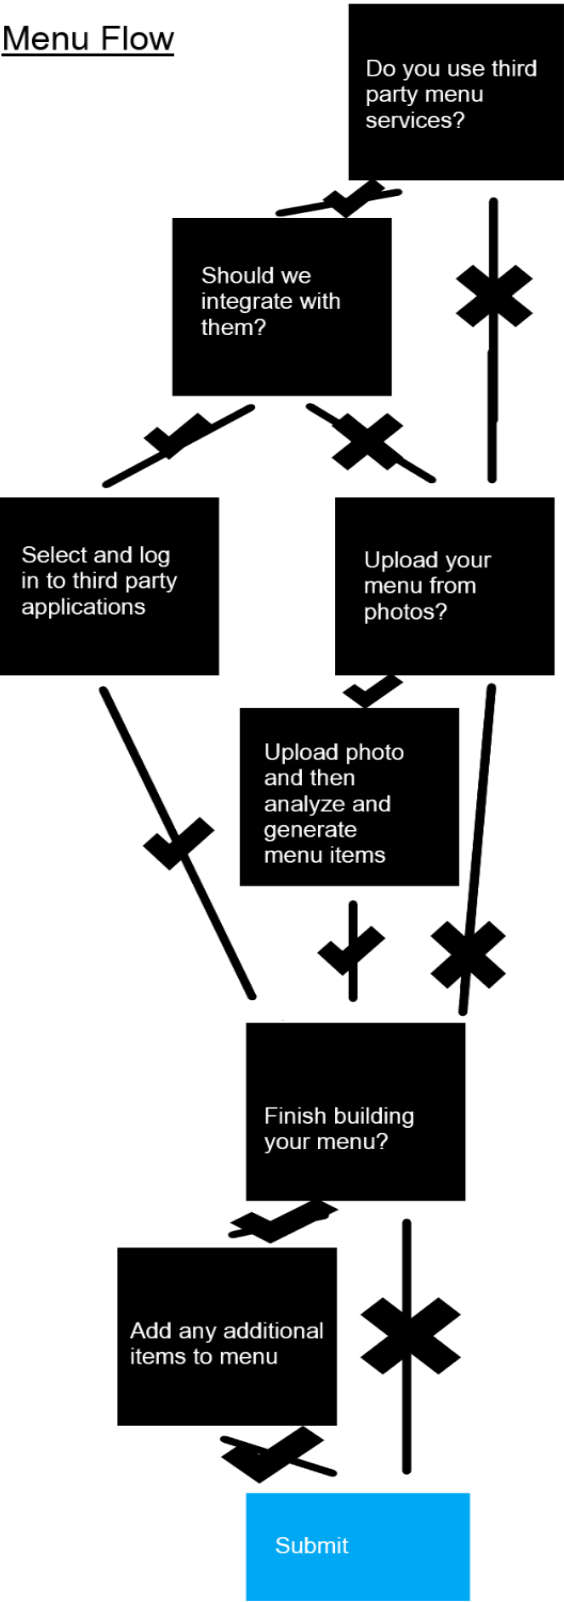 Menu Flow
Do you use third
party menu
services?
Should we
integrate with
them?
Select and log
in to third party
applications
Upload your
menu from
photos?
Upload photo
and then
analyze and
generate
menu items
Finish building
your menu?
Add any additional
items to menu
Submit